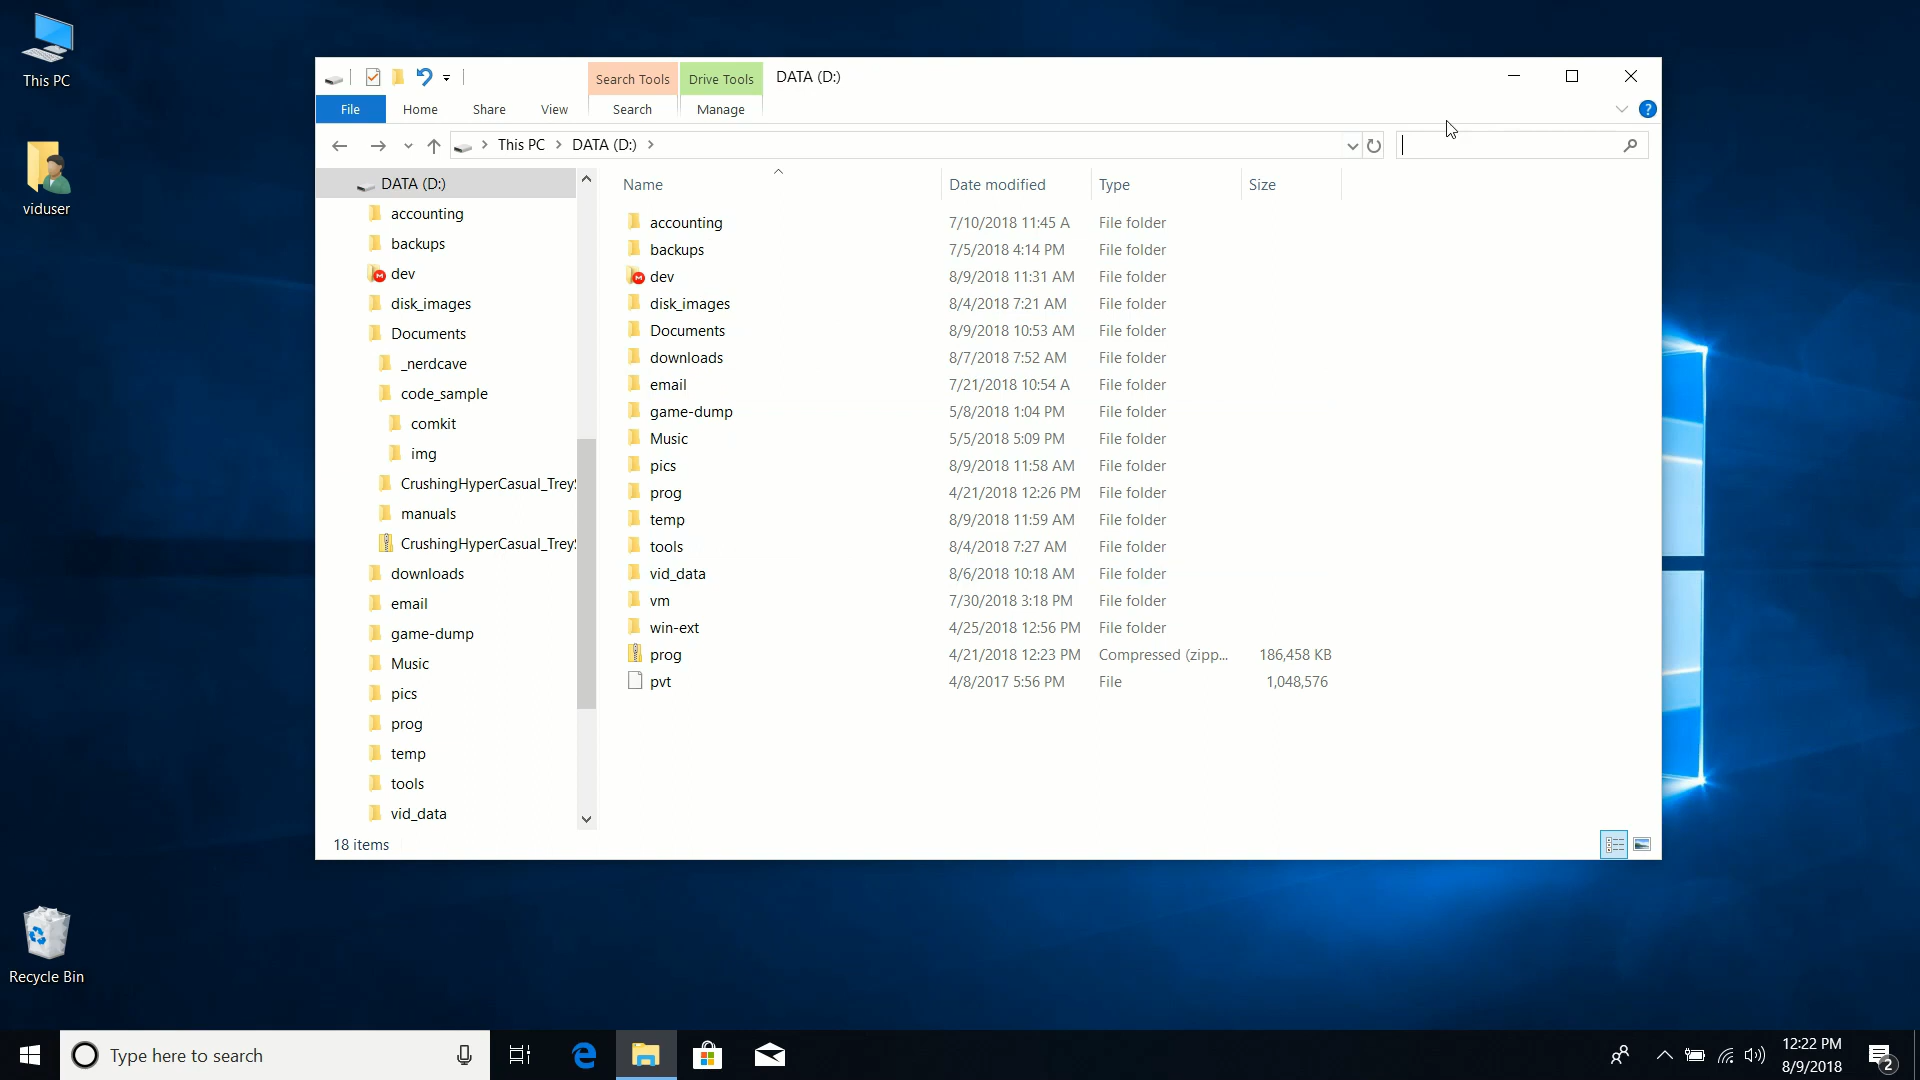 This PC
viduser
Recycle Bin
Search Tools
Drive Tools
DATA (D:)
File
Home
Share
View
Search
Manage
?
This PC
DATA (D:)
DATA (D:)
accounting
backups
dev
disk_images
Documents
_nerdcave
code_sample
comkit
img
CrushingHyperCasual_TreyS
manuals
CrushingHyperCasual_TreyS
downloads
email
game-dump
Music
pics
prog
temp
tools
vid_data
Name Date modified Type Size
accounting 7/10/2018 11:45 A File folder
backups 7/5/2018 4:14 PM File folder
dev 8/9/2018 11:31 AM File folder
disk_images 8/4/2018 7:21 AM File folder
Documents 8/9/2018 10:53 AM File folder
downloads 8/7/2018 7:52 AM File folder
email 7/21/2018 10:54 A File folder
game-dump 5/8/2018 1:04 PM File folder
Music 5/5/2018 5:09 PM File folder
pics 8/9/2018 11:58 AM File folder
prog 4/21/2018 12:26 PM File folder
temp 8/9/2018 11:59 AM File folder
tools 8/4/2018 7:27 AM File folder
vid_data 8/6/2018 10:18 AM File folder
vm 7/30/2018 3:18 PM File folder
win-ext 4/25/2018 12:56 PM File folder
prog 4/21/2018 12:23 PM Compressed (zipp... 186,458 KB
pvt 4/8/2017 5:56 PM File 1,048,576
18 items
Type here to search
12:22 PM
8/9/2018
2